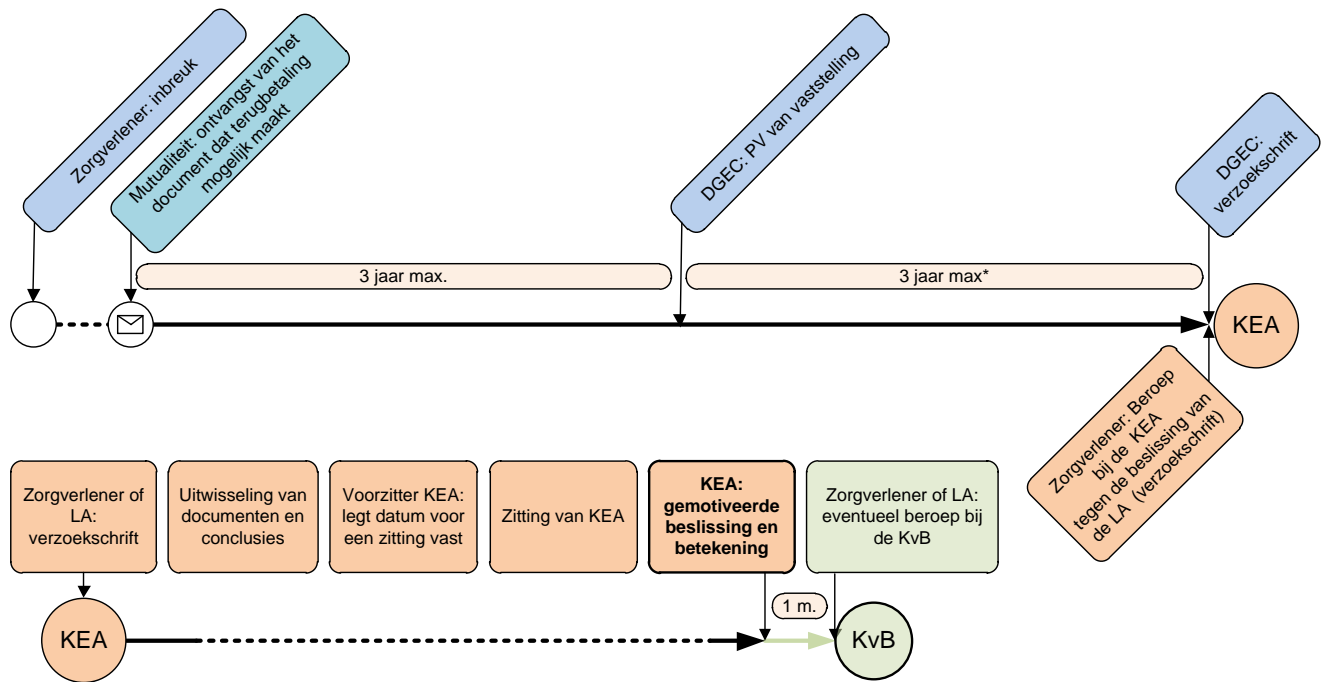 Zorgverlener: inbreuk
Mutualiteit: ontvangst van het
document dat terugbetaling
mogelijk maakt
DGEC: PV van vaststelling
DGEC:
verzoekschrift
3 jaar max.
3 jaar max*
KEA
Zorgverlener: Beroep
bij de KEA
tegen de beslissing van
de LA (verzoekschrift)
Zorgverlener of
LA:
verzoekschrift
Uitwisseling van
documenten en
conclusies
Voorzitter KEA:
legt datum voor
een zitting vast
Zitting van KEA
KEA:
gemotiveerde
beslissing en
betekening
Zorgverlener of LA:
eventueel beroep bij
de KvB
1 m.
KEA
KvB